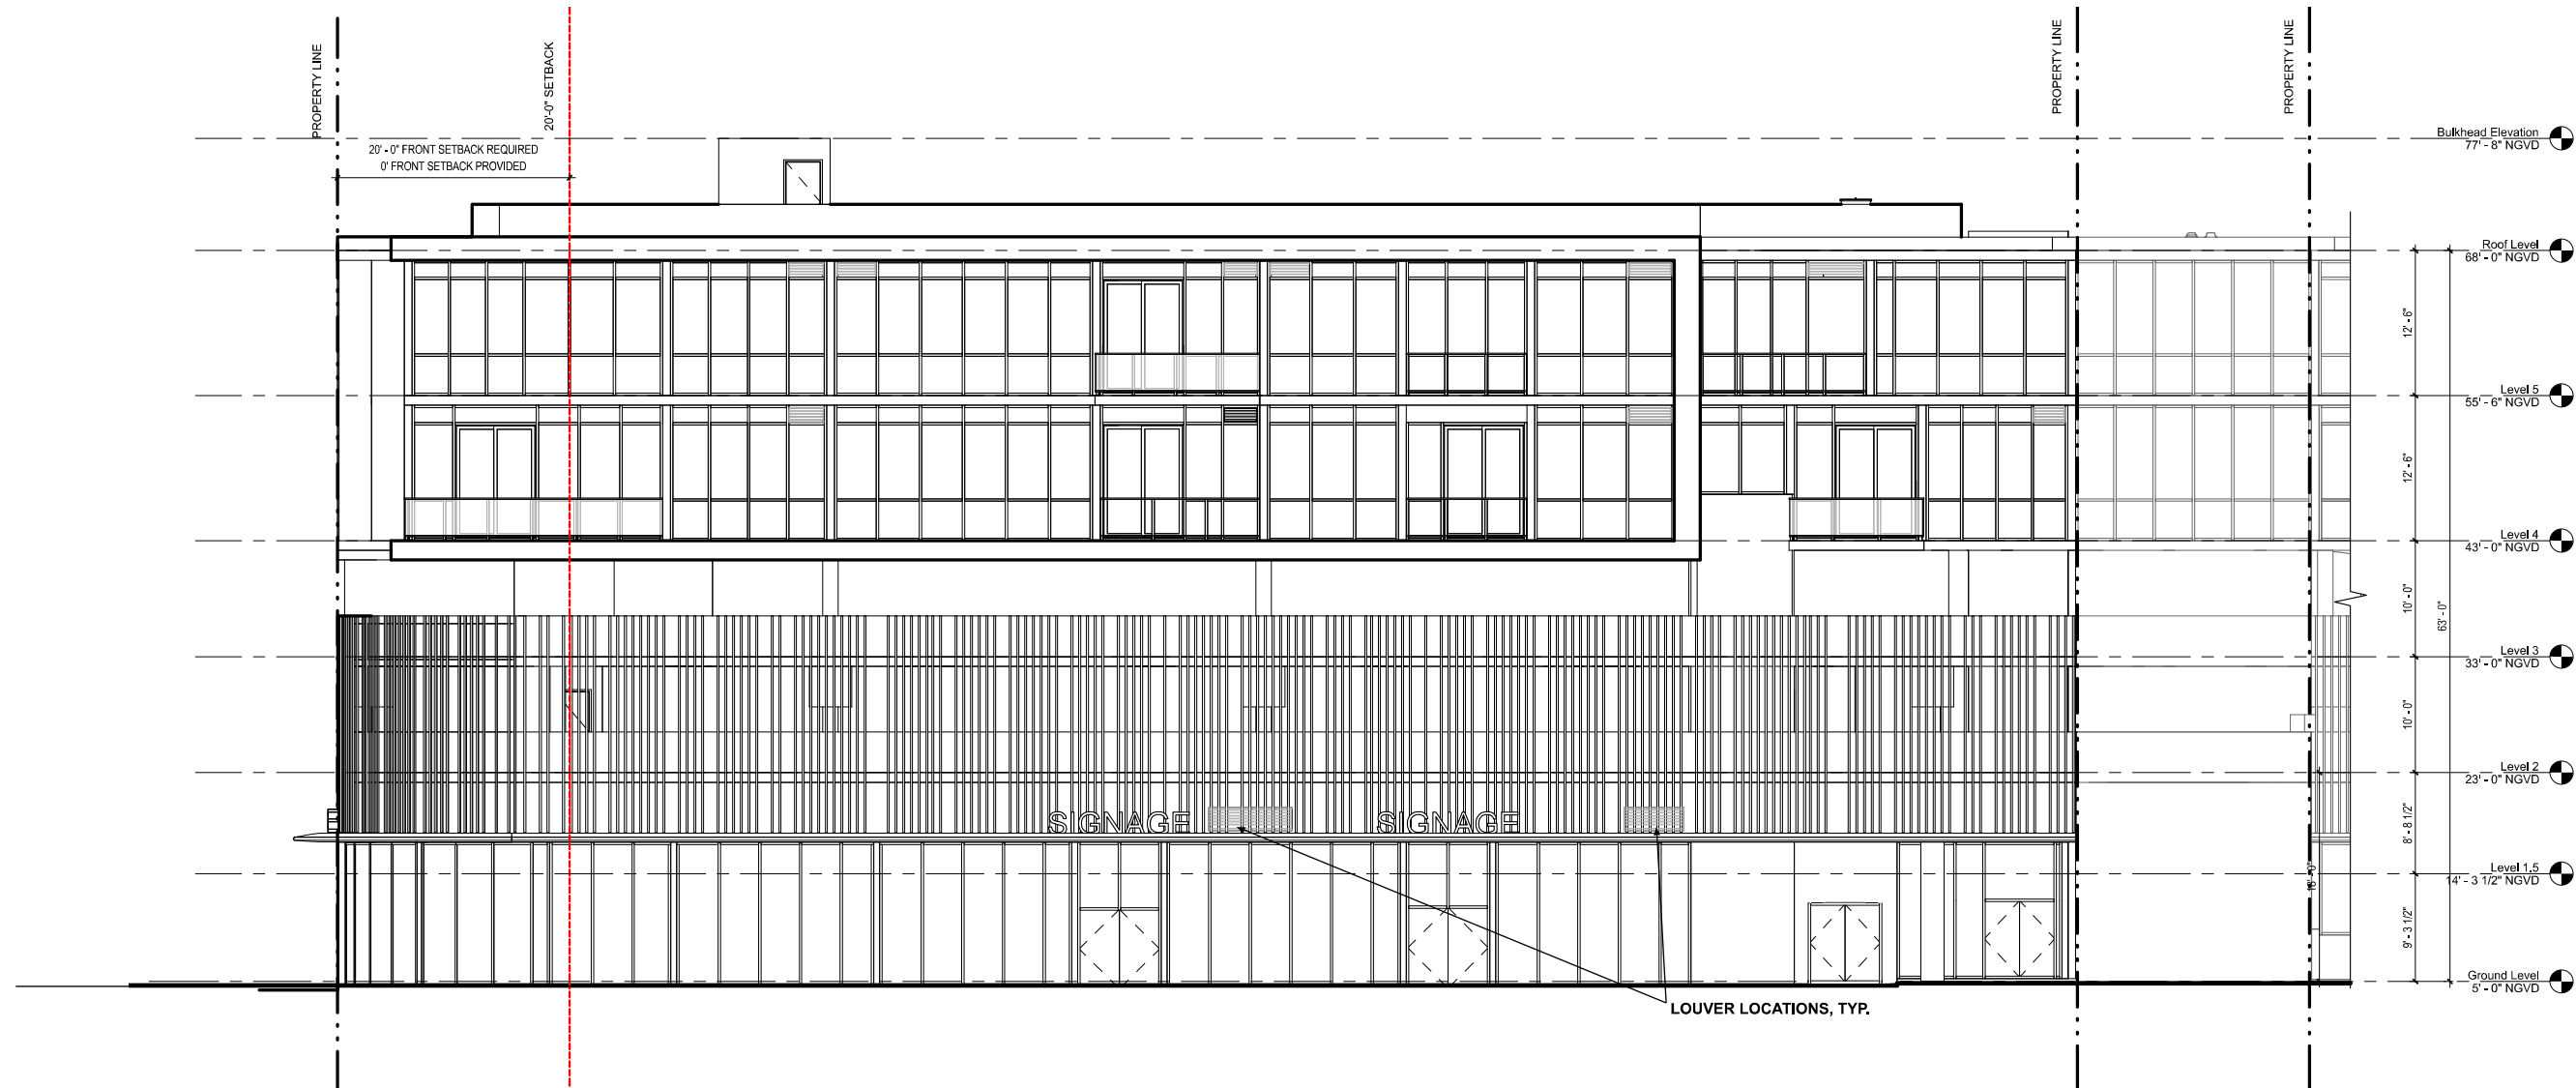 PROPERTY LINE
20'-0" SETBACK
PROPERTY LINE
PROPERTY LINE
20' - 0" FRONT SETBACK REQUIRED
0' FRONT SETBACK PROVIDED
Bulkhead Elevation
77' - 8" NGVD
Roof Level
68' - 0" NGVD
12' - 6"
Level 5
55' - 6" NGVD
12' - 6"
Level 4
43' - 0" NGVD
10' - 0"
63' - 0"
Level 3
33' - 0" NGVD
10' - 0"
Level 2
23' - 0" NGVD
8' - 8 1/2"
SIGNAGE
SIGNAGE
Level 1.5
14' - 3 1/2" NGVD
9' - 3 1/2"
Ground Level
5' - 0" NGVD
LOUVER LOCATIONS, TYP.